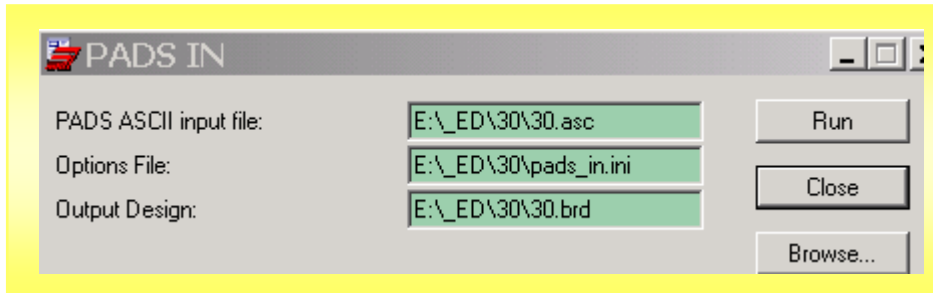 PADS IN
PADS ASCII input file: E:\_ED\30\30.asc Run
Options File: E:\_ED\30\pads_in.ini
Close
Output Design: E:\_ED\30\30.brd
Browse...